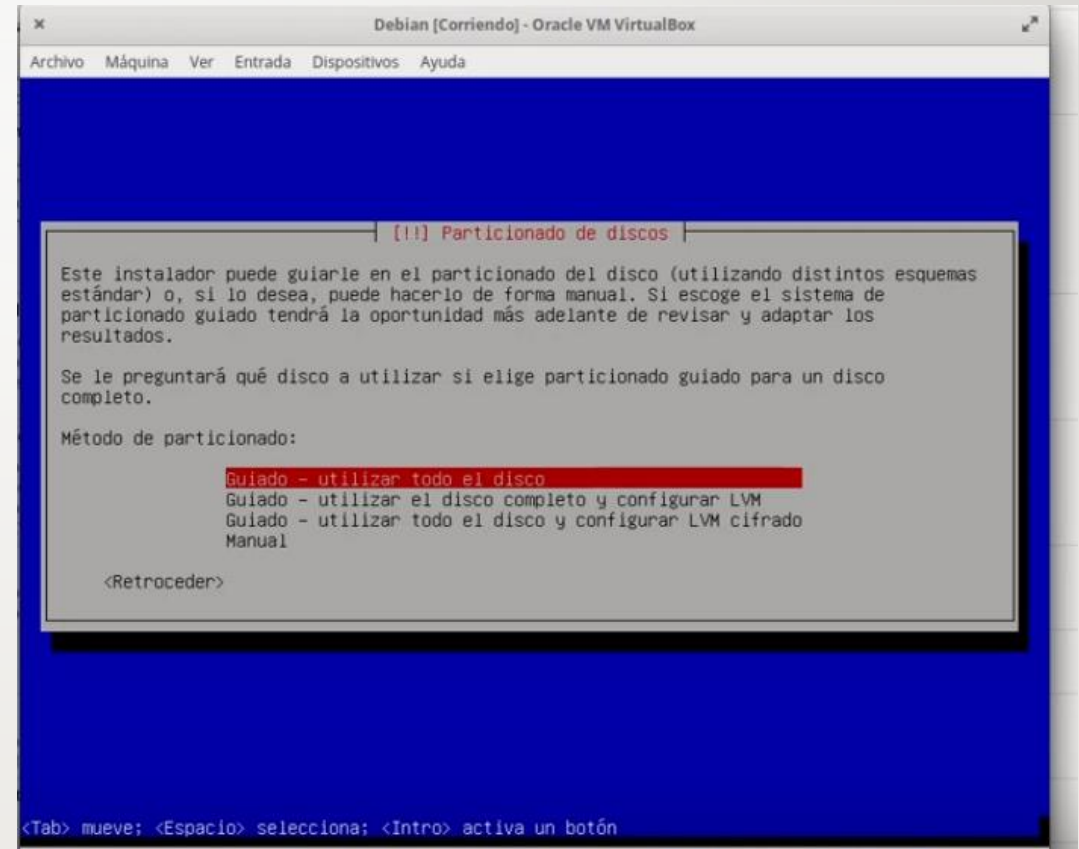 Debian [Corriendo] - Oracle VM VirtualBox
Archivo Máquina Ver Entrada Dispositivos Ayuda
[!!] Particionado de discos
Este instalador puede guiarle en el particionado del disco (utilizando distintos esquemas
estándar) o, si lo desea, puede hacerlo de forma manual. Si escoge el sistema de
particionado guiado tendrá la oportunidad más adelante de revisar y adaptar los
resultados.
Se le preguntará qué disco a utilizar si elige particionado guiado para un disco
completo.
Método de particionado:
Guiado – utilizar todo el disco
Guiado – utilizar el disco completo y configurar LVM
Guiado – utilizar todo el disco y configurar LVM cifrado
Manual
<Retroceder>
<Tab> mueve; <Espacio> selecciona; <Intro> activa un botón